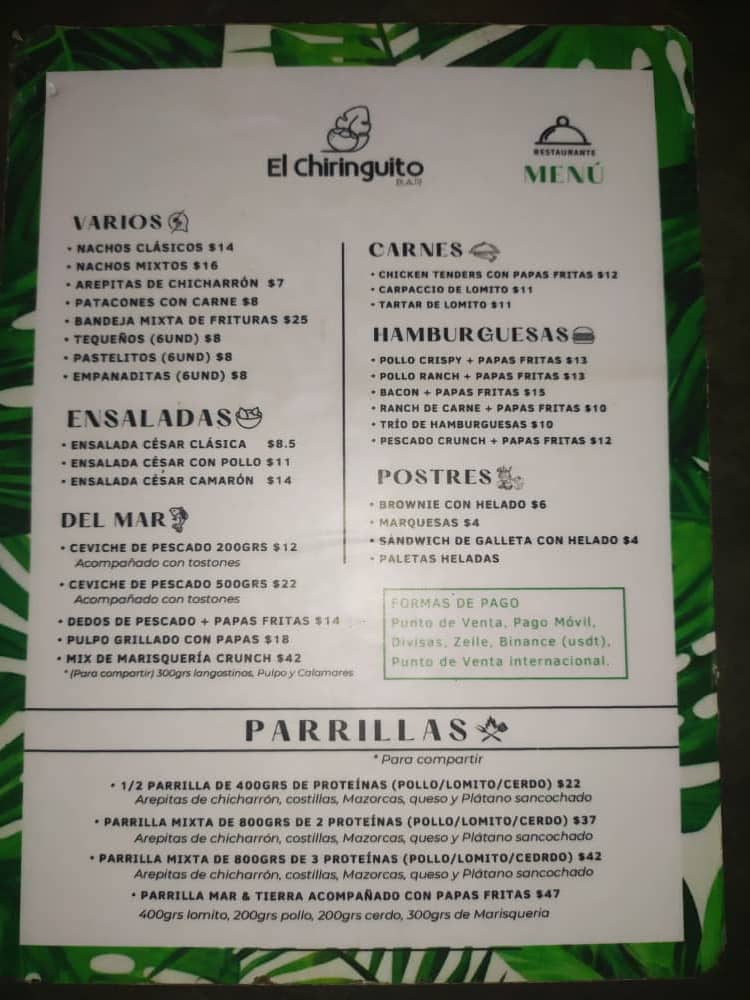 El Chiringuito
BAR
RESTAURANTE
MENÚ
VARIOS
• NACHOS CLÁSICOS $14
• NACHOS MIXTOS $16
• AREPITAS DE CHICHARRÓN $7
• PATACONES CON CARNE $8
• BANDEJA MIXTA DE FRITURAS $25
• TEQUEÑOS (6UND) $8
• PASTELITOS (6UND) $8
• EMPANADITAS (6UND) $8
ENSALADAS
• ENSALADA CÉSAR CLÁSICA $8.5
• ENSALADA CÉSAR CON POLLO $11
• ENSALADA CÉSAR CAMARÓN $14
DEL MAR
• CEVICHE DE PESCADO 200GRS $12
Acompañado con tostones
• CEVICHE DE PESCADO 500GRS $22
Acompañado con tostones
• DEDOS DE PESCADO + PAPAS FRITAS $14
• PULPO GRILLADO CON PAPAS $18
• MIX DE MARISQUERÍA CRUNCH $42
* (Para compartir) 300grs langostinos, Pulpo y Calamares
CARNES
• CHICKEN TENDERS CON PAPAS FRITAS $12
• CARPACCIO DE LOMITO $11
• TARTAR DE LOMITO $11
HAMBURGUESAS
• POLLO CRISPY + PAPAS FRITAS $13
• POLLO RANCH + PAPAS FRITAS $13
• BACON + PAPAS FRITAS $15
• RANCH DE CARNE + PAPAS FRITAS $10
• TRÍO DE HAMBURGUESAS $10
• PESCADO CRUNCH + PAPAS FRITAS $12
POSTRES
• BROWNIE CON HELADO $6
• MARQUESAS $4
• SÁNDWICH DE GALLETA CON HELADO $4
• PALETAS HELADAS
FORMAS DE PAGO
Punto de Venta, Pago Móvil,
Divisas, Zelle, Binance (usdt),
Punto de Venta internacional.
PARRILLAS
* Para compartir
• 1/2 PARRILLA DE 400GRS DE PROTEÍNAS (POLLO/LOMITO/CERDO) $22
Arepitas de chicharrón, costillas, Mazorcas, queso y Plátano sancochado
• PARRILLA MIXTA DE 800GRS DE 2 PROTEÍNAS (POLLO/LOMITO/CERDO) $37
Arepitas de chicharrón, costillas, Mazorcas, queso y Plátano sancochado
• PARRILLA MIXTA DE 800GRS DE 3 PROTEÍNAS (POLLO/LOMITO/CEDRDO) $42
Arepitas de chicharrón, costillas, Mazorcas, queso y Plátano sancochado
• PARRILLA MAR & TIERRA ACOMPAÑADO CON PAPAS FRITAS $47
400grs lomito, 200grs pollo, 200grs cerdo, 300grs de Marisqueria